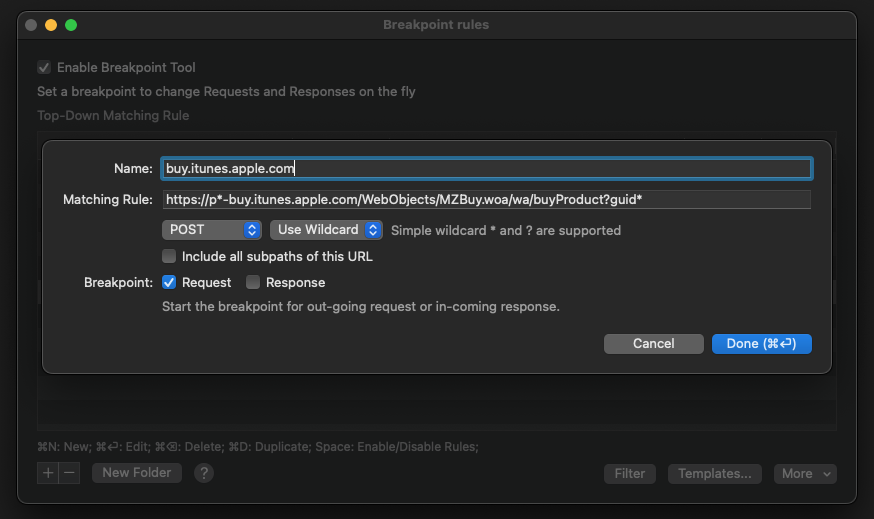 Breakpoint rules
Enable Breakpoint Tool
Set a breakpoint to change Requests and Responses on the fly
Top-Down Matching Rule
Name: buy.itunes.apple.com
Matching Rule: https://p*-buy.itunes.apple.com/WebObjects/MZBuy.woa/wa/buyProduct?guid*
POST Use Wildcard Simple wildcard * and ? are supported
Include all subpaths of this URL
Breakpoint: Request Response
Start the breakpoint for out-going request or in-coming response.
Cancel Done (⌘⏎)
⌘N: New; ⌘⏎: Edit; ⌘⌫: Delete; ⌘D: Duplicate; Space: Enable/Disable Rules;
+ − New Folder ? Filter Templates... More